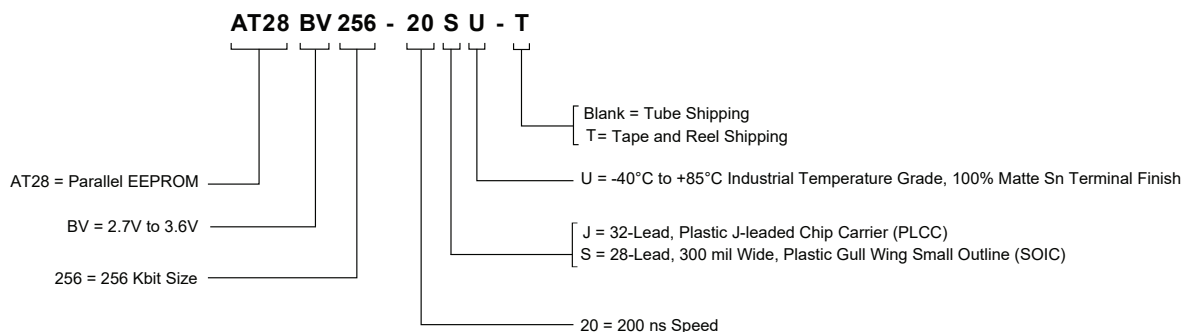 AT28 BV 256 - 20 S U - T
Blank = Tube Shipping
T= Tape and Reel Shipping
AT28 = Parallel EEPROM
U = -40°C to +85°C Industrial Temperature Grade, 100% Matte Sn Terminal Finish
BV = 2.7V to 3.6V
J = 32-Lead, Plastic J-leaded Chip Carrier (PLCC)
S = 28-Lead, 300 mil Wide, Plastic Gull Wing Small Outline (SOIC)
256 = 256 Kbit Size
20 = 200 ns Speed